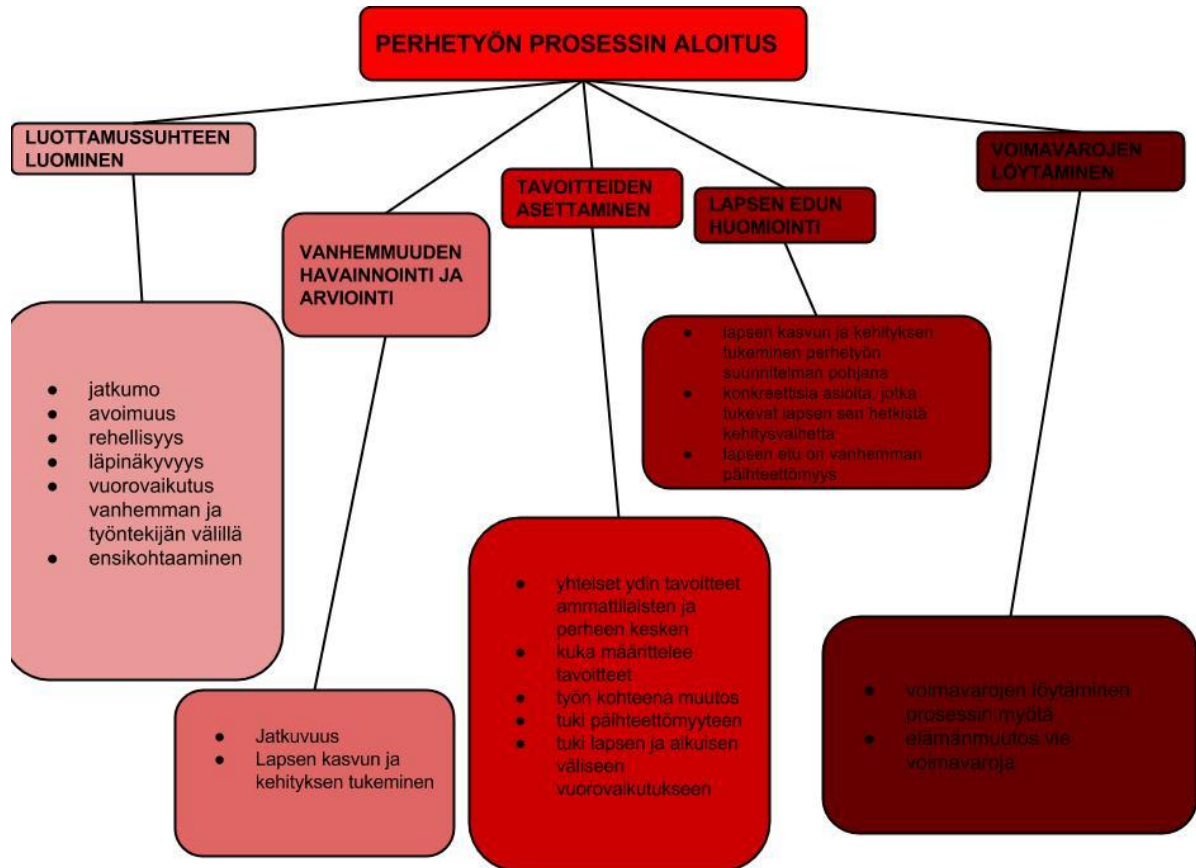 PERHETYÖN PROSESSIN ALOITUS
LUOTTAMUSSUHTEEN
LUOMINEN
● jatkumo
● avoimuus
● rehellisyys
● läpinäkyvyys
● vuorovaikutus
vanhemman ja
työntekijän välillä
● ensikohtaaminen
VANHEMMUUDEN
HAVAINNOINTI JA
ARVIOINTI
● Jatkuvuus
● Lapsen kasvun ja
kehityksen tukeminen
TAVOITTEIDEN
ASETTAMINEN
● yhteiset ydin tavoitteet
ammattilaisten ja
perheen kesken
● kuka määrittelee
tavoitteet
● työn kohteena muutos
● tuki päihteettömyyteen
● tuki lapsen ja aikuisen
väliseen
vuorovaikutukseen
LAPSEN EDUN
HUOMIOINTI
● lapsen kasvun ja kehityksen
tukeminen perhetyön
suunnitelman pohjana
● konkreettisia asioita, jotka
tukevat lapsen sen hetkistä
kehitysvaihetta
● lapsen etu on vanhemman
päihteettömyys
VOIMAVAROJEN
LÖYTÄMINEN
● voimavarojen löytäminen
prosessin myötä
● elämänmuutos vie
voimavaroja